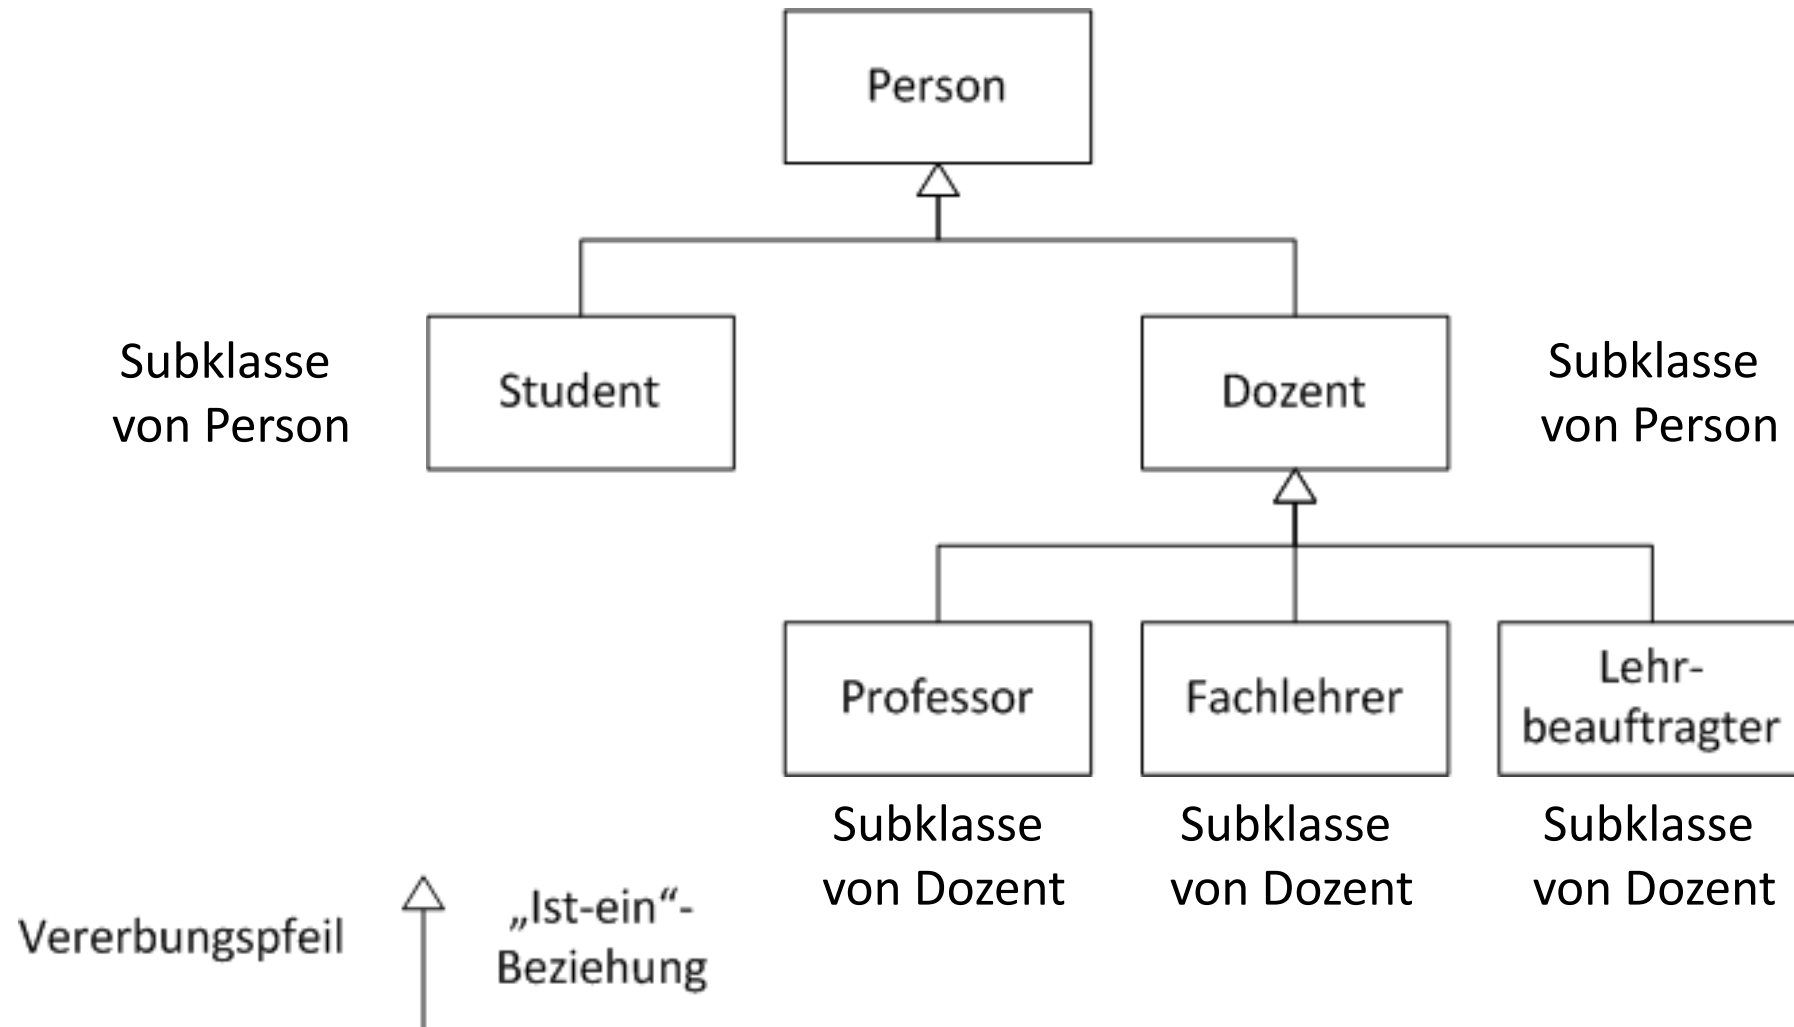 Person
Subklasse
von Person
Student
Dozent
Subklasse
von Person
Professor
Fachlehrer
Lehr-
beauftragter
Subklasse
von Dozent
Subklasse
von Dozent
Subklasse
von Dozent
Vererbungspfeil
„Ist-ein“-
Beziehung